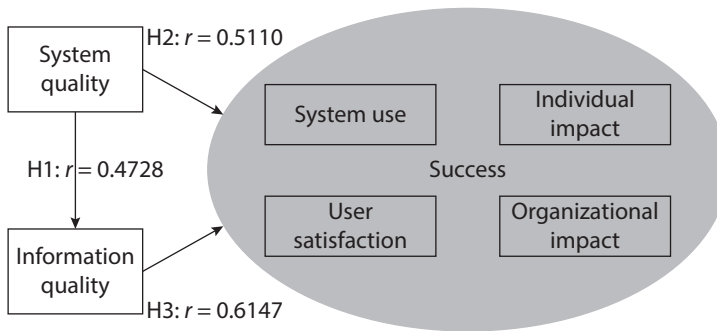 System
quality
H2: r = 0.5110
System use
Individual
impact
H1: r = 0.4728
Success
Information
quality
User
satisfaction
Organizational
impact
H3: r = 0.6147